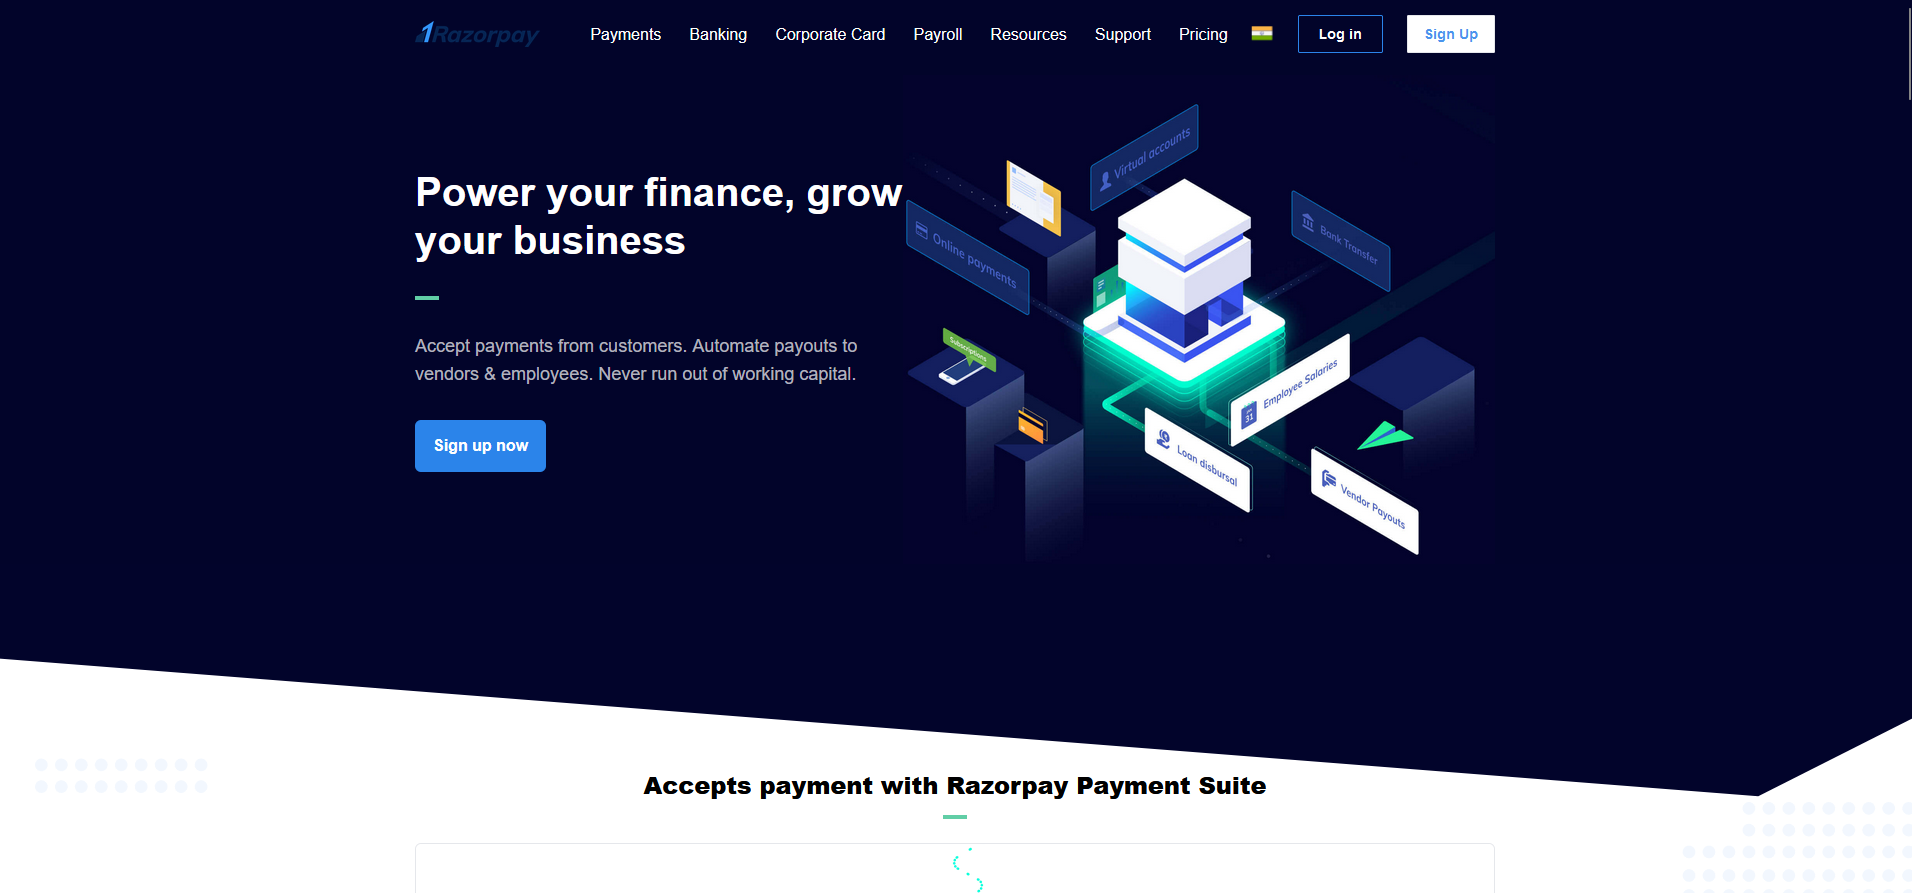 Razorpay
Payments
Banking
Corporate Card
Payroll
Resources
Support
Pricing
Log in
Sign Up
Power your finance, grow
your business
Accept payments from customers. Automate payouts to
vendors & employees. Never run out of working capital.
Sign up now
Virtual accounts
Online payments
Bank Transfer
Subscriptions
Employee Salaries
31
Loan disbursal
Vendor Payouts
Accepts payment with Razorpay Payment Suite